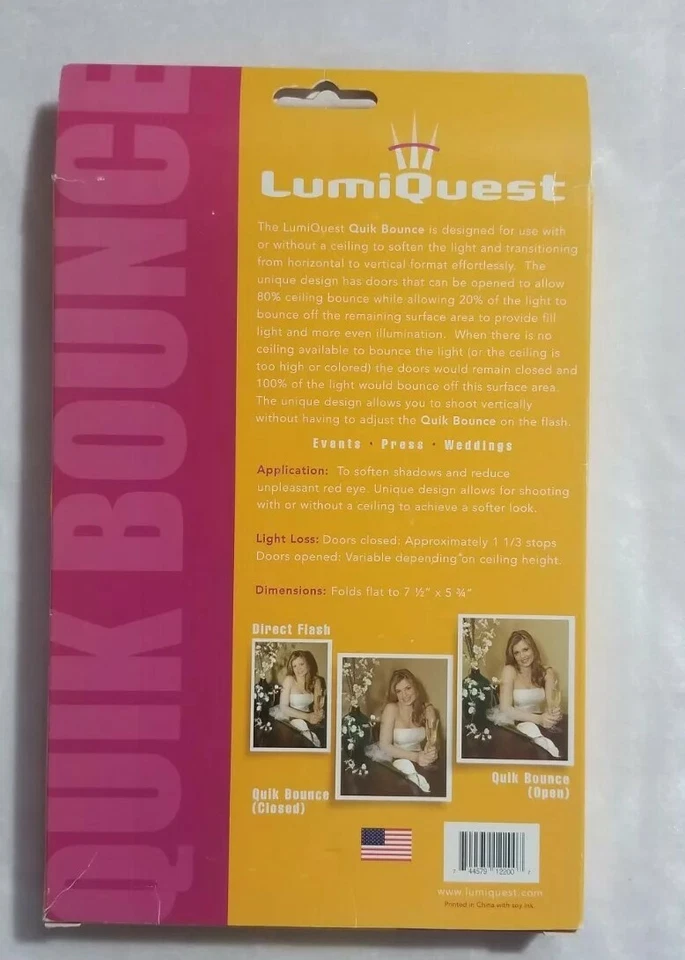 QUIK BOUNCE
LumiQuest
The LumiQuest Quik Bounce is designed for use with
or without a ceiling to soften the light and transitioning
from horizontal to vertical format effortlessly. The
unique design has doors that can be opened to allow
80% ceiling bounce while allowing 20% of the light to
bounce off the remaining surface area to provide fill
light and more even illumination. When there is no
ceiling available to bounce the light (or the ceiling is
too high or colored) the doors would remain closed and
100% of the light would bounce off this surface area.
The unique design allows you to shoot vertically
without having to adjust the Quik Bounce on the flash.
Events · Press · Weddings
Application: To soften shadows and reduce
unpleasant red eye. Unique design allows for shooting
with or without a ceiling to achieve a softer look.
Light Loss: Doors closed: Approximately 1 1/3 stops
Doors opened: Variable depending on ceiling height.
Dimensions: Folds flat to 7 ½" x 5 ¾"
Direct Flash
Quik Bounce
(Closed)
Quik Bounce
(Open)
7 44579 12200 7
www.lumiquest.com
Printed in China with soy ink.